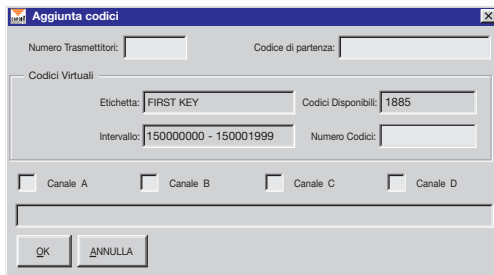 Aggiunta codici
Numero Trasmettitori: Codice di partenza:
Codici Virtuali
Etichetta: FIRST KEY Codici Disponibili: 1885
Intervallo: 150000000 - 150001999 Numero Codici:
Canale A Canale B Canale C Canale D
OK ANNULLA